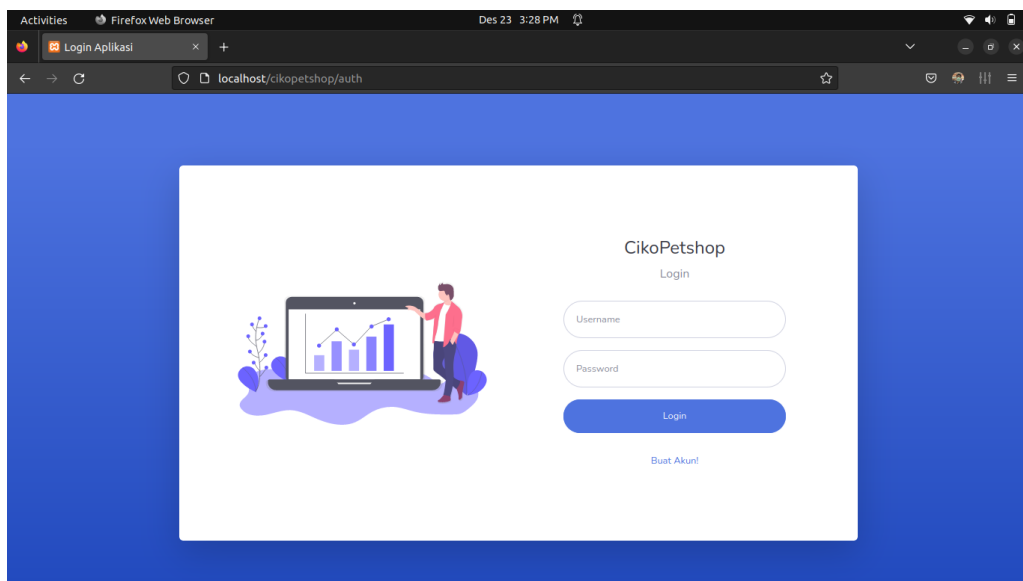 Activities Firefox Web Browser Des 23 3:28 PM
Login Aplikasi
localhost/cikopetshop/auth
CikoPetshop
Login
Username
Password
Login
Buat Akun!